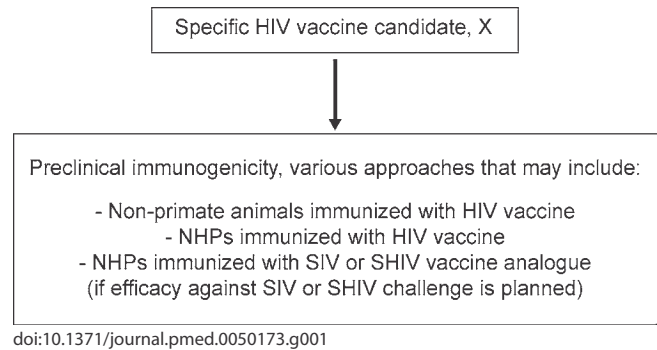 Specific HIV vaccine candidate, X
Preclinical immunogenicity, various approaches that may include:
- Non-primate animals immunized with HIV vaccine
- NHPs immunized with HIV vaccine
- NHPs immunized with SIV or SHIV vaccine analogue
(if efficacy against SIV or SHIV challenge is planned)
doi:10.1371/journal.pmed.0050173.g001